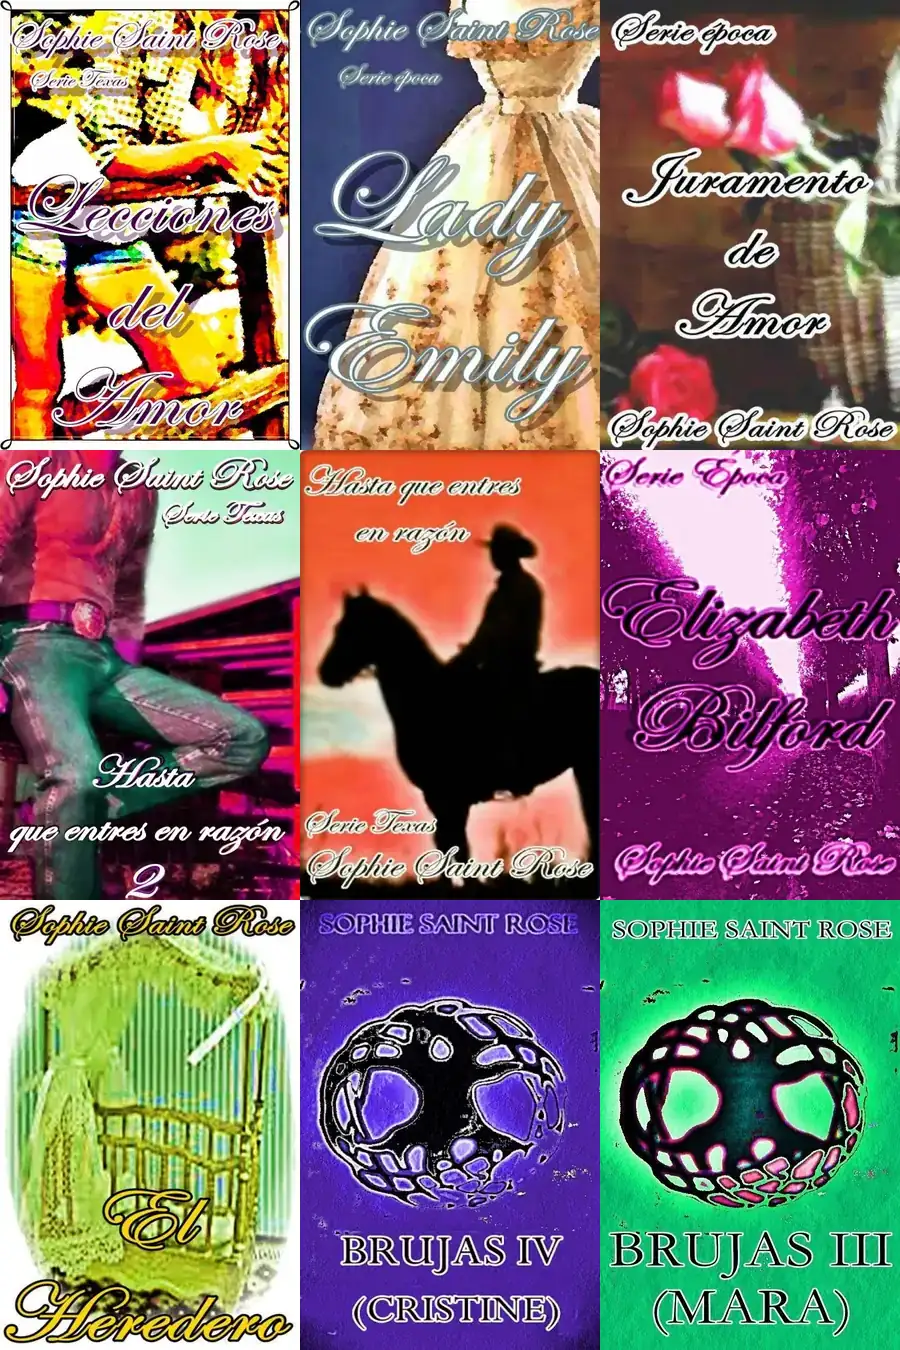 Sophie Saint Rose
Serie Texas
Lecciones
del
Amor
Sophie Saint Rose
Serie época
Lady
Emily
Serie época
Juramento
de
Amor
Sophie Saint Rose
Sophie Saint Rose
Serie Texas
Hasta
que entres en razón
2
Hasta que entres
en razón
Serie Texas
Sophie Saint Rose
Serie Época
Elizabeth
Bilford
Sophie Saint Rose
Sophie Saint Rose
El
Heredero
SOPHIE SAINT ROSE
BRUJAS IV
(CRISTINE)
SOPHIE SAINT ROSE
BRUJAS III
(MARA)